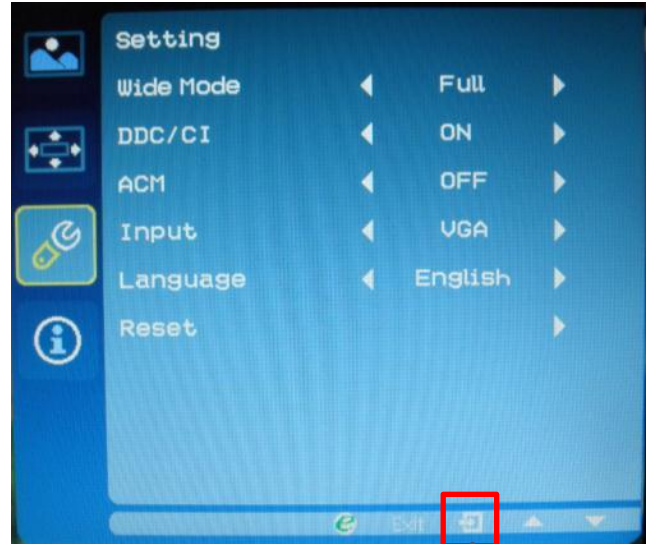 Setting
Wide Mode Full
DDC/CI ON
ACM OFF
Input VGA
Language English
Reset
Exit